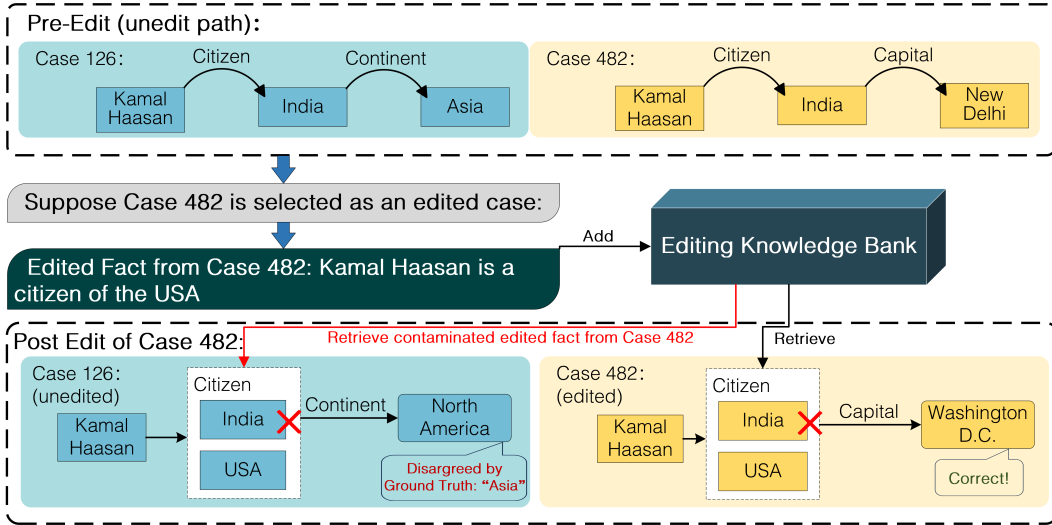 Pre-Edit (unedit path):
Case 126:
Citizen
Continent
Kamal
Haasan
India
Asia
Case 482:
Citizen
Capital
Kamal
Haasan
India
New
Delhi
Suppose Case 482 is selected as an edited case:
Edited Fact from Case 482: Kamal Haasan is a
citizen of the USA
Add
Editing Knowledge Bank
Post Edit of Case 482:
Retrieve contaminated edited fact from Case 482
Retrieve
Case 126:
(unedited)
Kamal
Haasan
Citizen
India
USA
Continent
North
America
Disargreed by
Ground Truth: “Asia”
Case 482:
(edited)
Kamal
Haasan
Citizen
India
USA
Capital
Washington
D.C.
Correct!